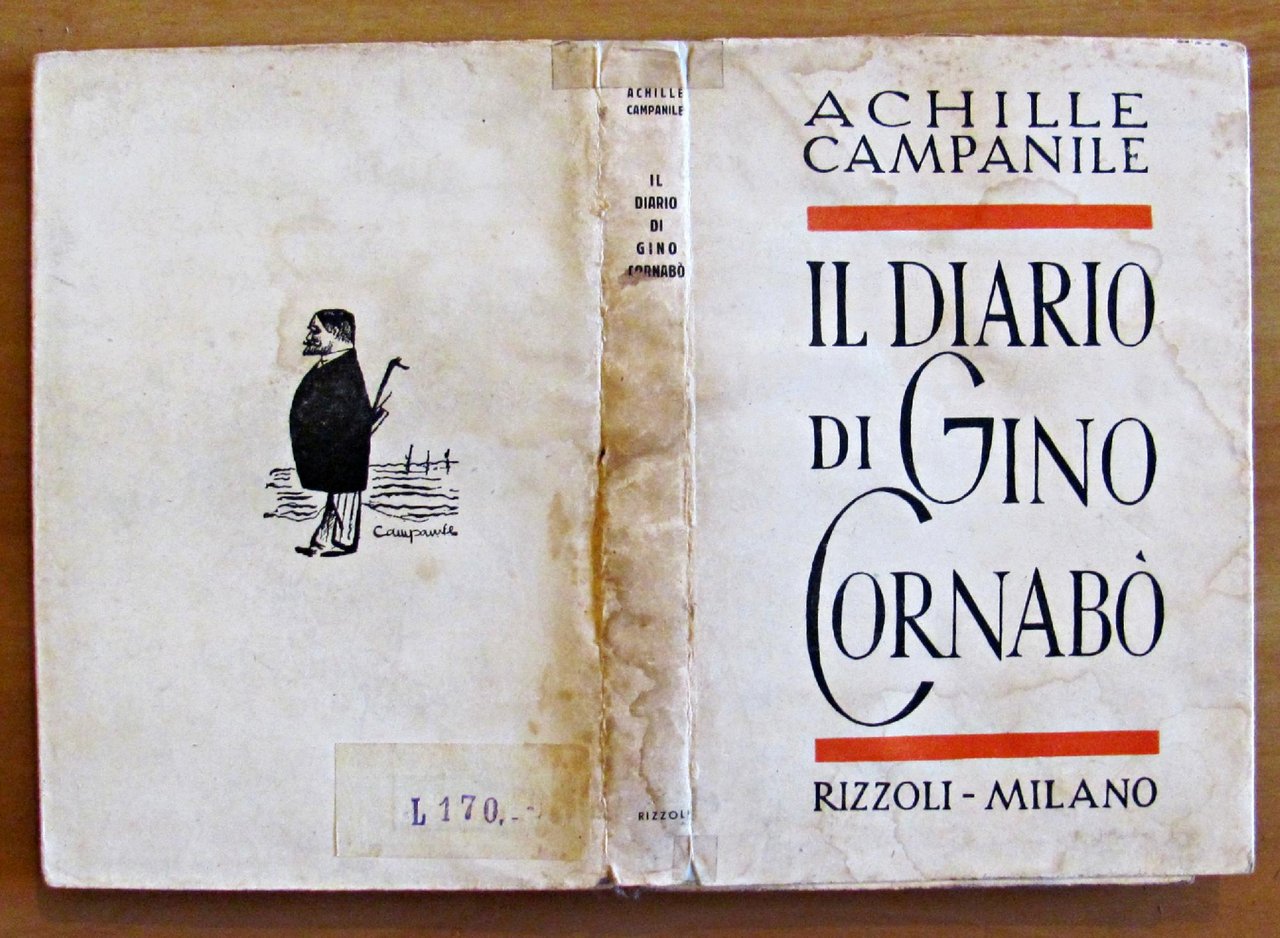 ACHILLE
CAMPANILE
IL DIARIO
DI GINO
CORNABÒ
RIZZOLI - MILANO
ACHILLE
CAMPANILE
IL
DIARIO
DI
GINO
CORNABÒ
RIZZOLI
Campanile
L 170,-